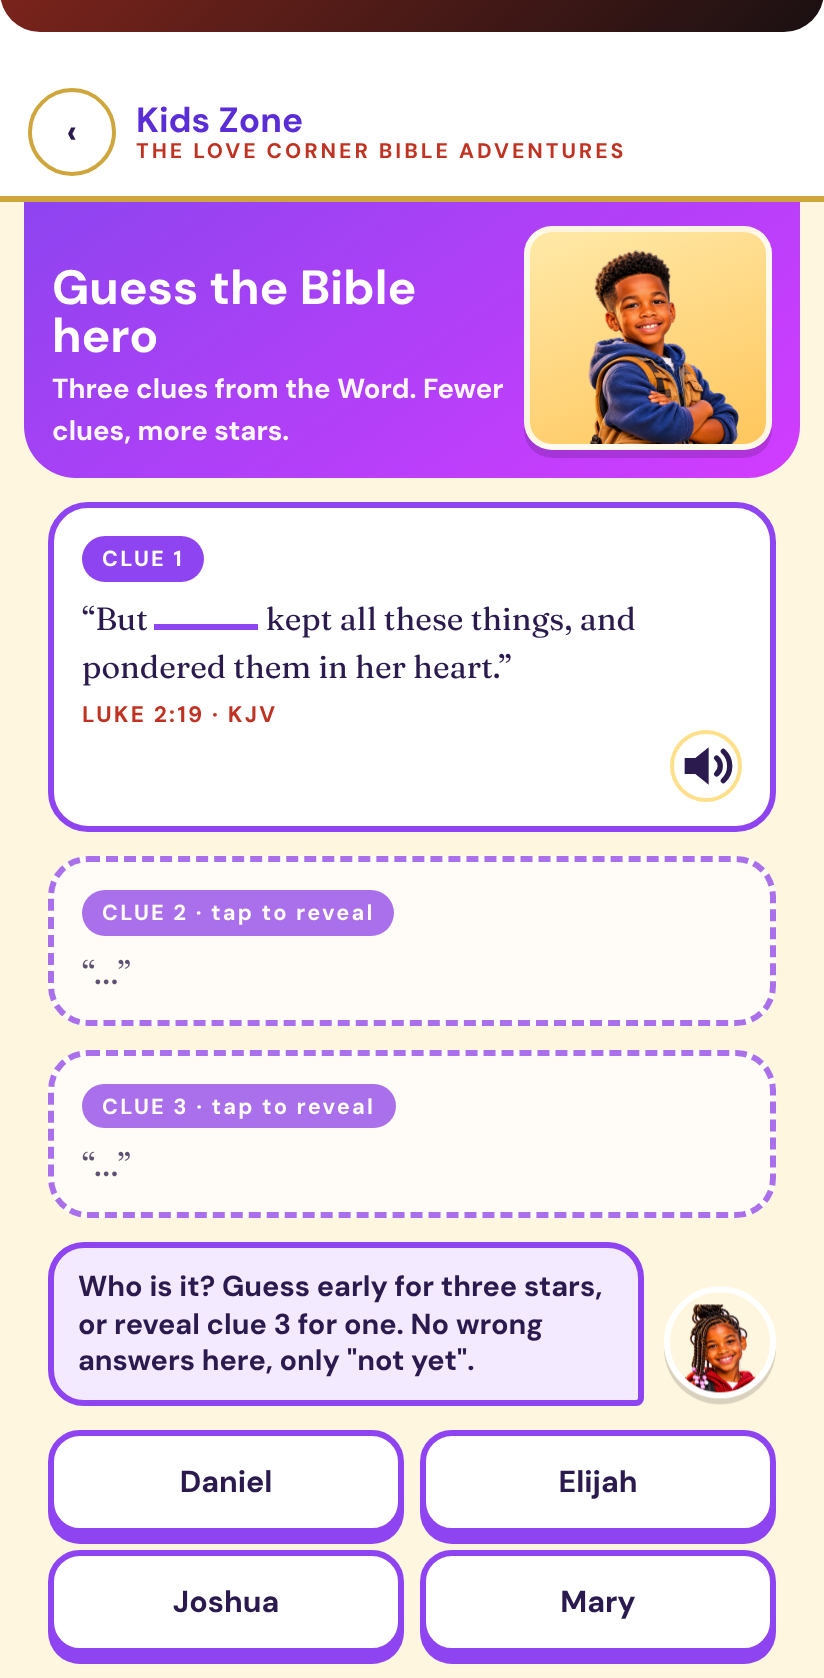 ‹
Kids Zone
THE LOVE CORNER BIBLE ADVENTURES
Guess the Bible
hero
Three clues from the Word. Fewer
clues, more stars.
CLUE 1
“But ______ kept all these things, and
pondered them in her heart.”
LUKE 2:19 · KJV
CLUE 2 · tap to reveal
“…”
CLUE 3 · tap to reveal
“…”
Who is it? Guess early for three stars,
or reveal clue 3 for one. No wrong
answers here, only "not yet".
Daniel
Elijah
Joshua
Mary